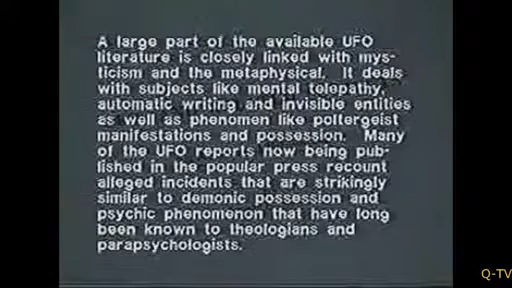 A large part of the available UFO
literature is closely linked with mys-
ticism and the metaphysical. It deals
with subjects like mental telepathy,
automatic writing and invisible entities
as well as phenomen like poltergeist
manifestations and possession. Many
of the UFO reports now being pub-
lished in the popular press recount
alleged incidents that are strikingly
similar to demonic possession and
psychic phenomenon that have long
been known to theologians and
parapsychologists.
Q-TV